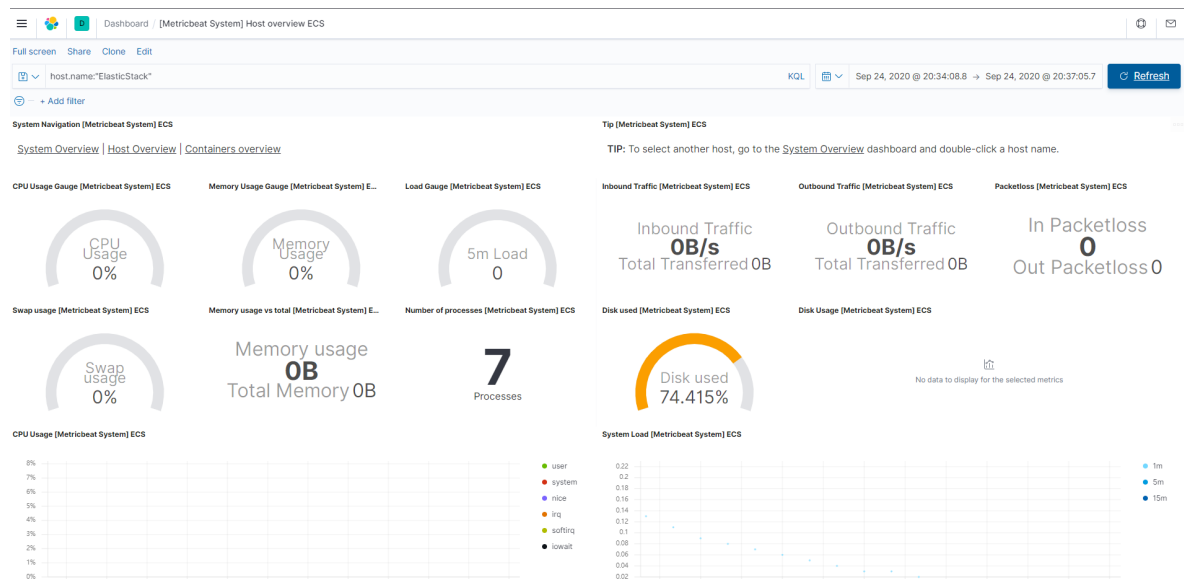 D
Dashboard / [Metricbeat System] Host overview ECS
Full screen Share Clone Edit
host.name:"ElasticStack"
KQL
Sep 24, 2020 @ 20:34:08.8 → Sep 24, 2020 @ 20:37:05.7
Refresh
+ Add filter
System Navigation [Metricbeat System] ECS
System Overview | Host Overview | Containers overview
Tip [Metricbeat System] ECS
TIP: To select another host, go to the System Overview dashboard and double-click a host name.
CPU Usage Gauge [Metricbeat System] ECS
CPU
Usage
0%
Memory Usage Gauge [Metricbeat System] E...
Memory
Usage
0%
Load Gauge [Metricbeat System] ECS
5m Load
0
Inbound Traffic [Metricbeat System] ECS
Inbound Traffic
0B/s
Total Transferred 0B
Outbound Traffic [Metricbeat System] ECS
Outbound Traffic
0B/s
Total Transferred 0B
Packetloss [Metricbeat System] ECS
In Packetloss
0
Out Packetloss 0
Swap usage [Metricbeat System] ECS
Swap
usage
0%
Memory usage vs total [Metricbeat System] E...
Memory usage
0B
Total Memory 0B
Number of processes [Metricbeat System] ECS
7
Processes
Disk used [Metricbeat System] ECS
Disk used
74.415%
Disk Usage [Metricbeat System] ECS
No data to display for the selected metrics
CPU Usage [Metricbeat System] ECS
8%
7%
6%
5%
4%
3%
2%
1%
0%
user
system
nice
irq
softirq
iowait
System Load [Metricbeat System] ECS
0.22
0.2
0.18
0.16
0.14
0.12
0.1
0.08
0.06
0.04
0.02
1m
5m
15m